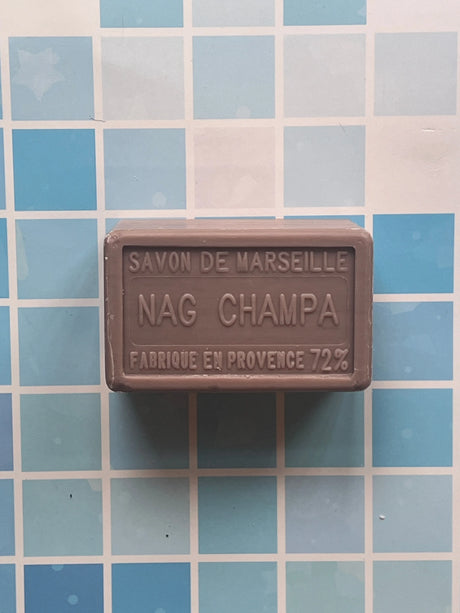 SAVON DE MARSEILLE
NAG CHAMPA
FABRIQUE EN PROVENCE 72%